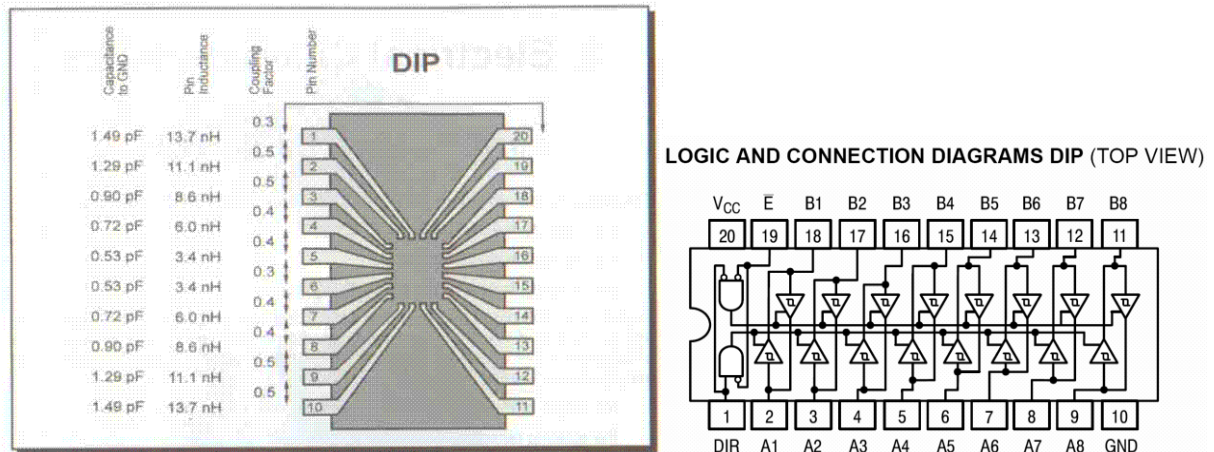 Capacitance to GND
Pin Inductance
Coupling Factor
Pin Number
DIP
0.3
1.49 pF 13.7 nH 1 20
0.5
1.29 pF 11.1 nH 2 19
0.5
0.90 pF 8.6 nH 3 18
0.4
0.72 pF 6.0 nH 4 17
0.4
0.53 pF 3.4 nH 5 16
0.3
0.53 pF 3.4 nH 6 15
0.4
0.72 pF 6.0 nH 7 14
0.4
0.90 pF 8.6 nH 8 13
0.5
1.29 pF 11.1 nH 9 12
0.5
1.49 pF 13.7 nH 10 11
LOGIC AND CONNECTION DIAGRAMS DIP (TOP VIEW)
VCC E̅ B1 B2 B3 B4 B5 B6 B7 B8
20 19 18 17 16 15 14 13 12 11
1 2 3 4 5 6 7 8 9 10
DIR A1 A2 A3 A4 A5 A6 A7 A8 GND